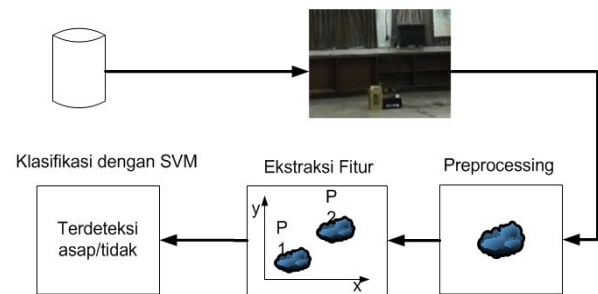 Klasifikasi dengan SVM
Ekstraksi Fitur
Preprocessing
Terdeteksi
asap/tidak
y
P
1
P
2
x